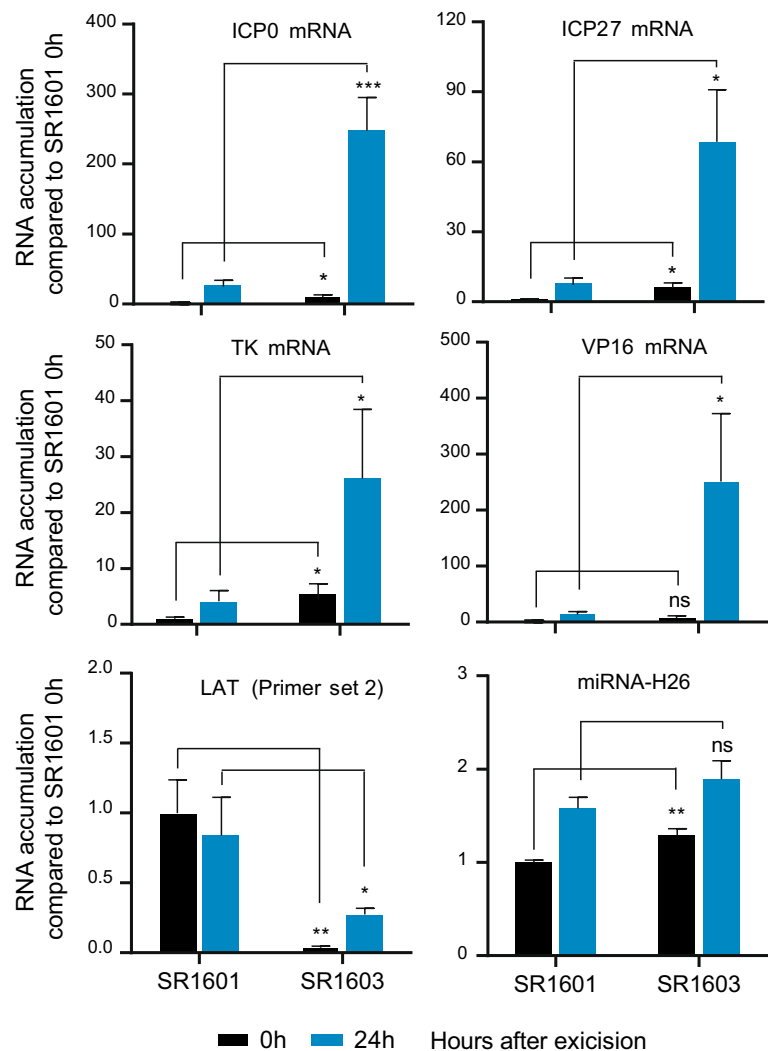 ICP0 mRNA
RNA accumulation
compared to SR1601 0h
400
300
200
100
0
*
***
ICP27 mRNA
120
90
60
30
0
*
*
TK mRNA
RNA accumulation
compared to SR1601 0h
50
40
30
20
10
0
*
*
VP16 mRNA
500
400
300
200
100
0
ns
*
LAT (Primer set 2)
RNA accumulation
compared to SR1601 0h
2.0
1.5
1.0
0.5
0.0
**
*
SR1601 SR1603
miRNA-H26
3
2
1
0
**
ns
SR1601 SR1603
0h 24h Hours after exicision